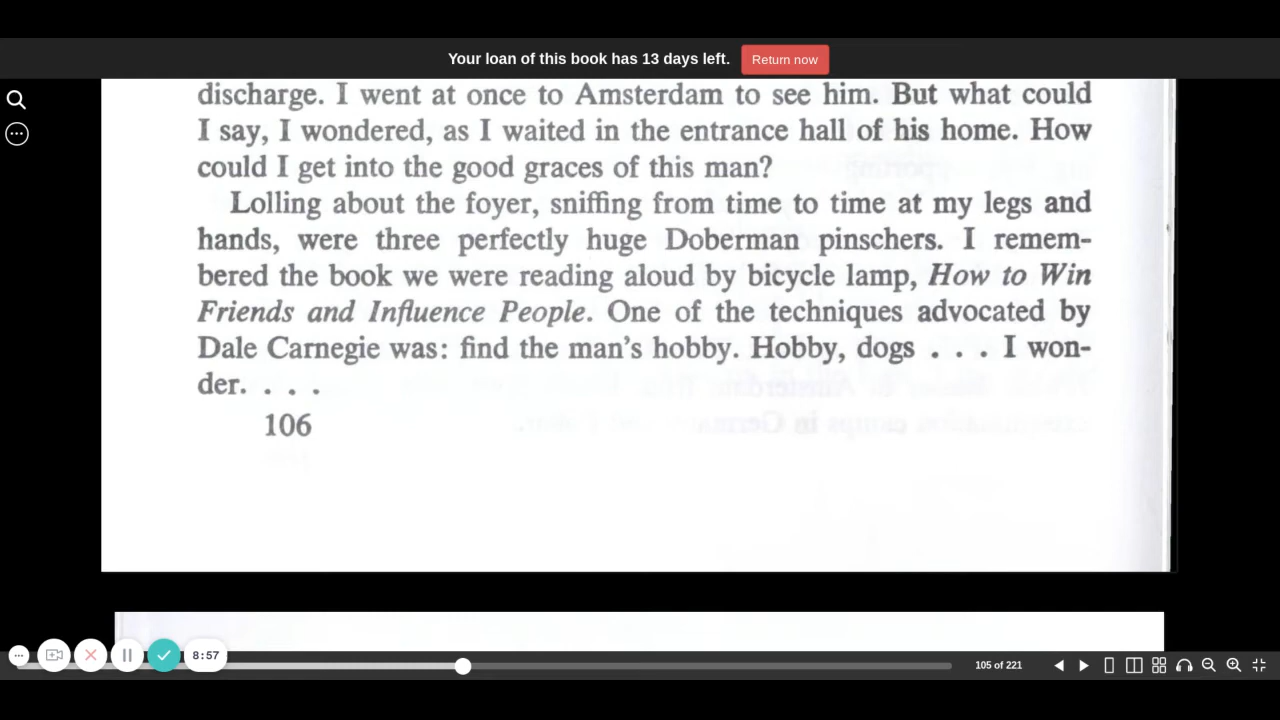 Your loan of this book has 13 days left. Return now
discharge. I went at once to Amsterdam to see him. But what could
I say, I wondered, as I waited in the entrance hall of his home. How
could I get into the good graces of this man?
Lolling about the foyer, sniffing from time to time at my legs and
hands, were three perfectly huge Doberman pinschers. I remem-
bered the book we were reading aloud by bicycle lamp, How to Win
Friends and Influence People. One of the techniques advocated by
Dale Carnegie was: find the man's hobby. Hobby, dogs . . . I won-
der. . . .
106
8:57
105 of 221